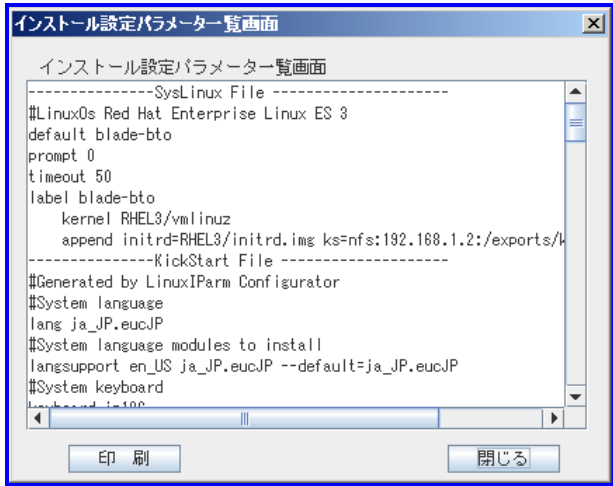 インストール設定パラメーター覧画面
インストール設定パラメーター覧画面
---------------SysLinux File ---------------------
#LinuxOs Red Hat Enterprise Linux ES 3
default blade-bto
prompt 0
timeout 50
label blade-bto
    kernel RHEL3/vmlinuz
    append initrd=RHEL3/initrd.img ks=nfs:192.168.1.2:/exports/k
---------------KickStart File ---------------------
#Generated by LinuxIParm Configurator
#System language
lang ja_JP.eucJP
#System language modules to install
langsupport en_US ja_JP.eucJP --default=ja_JP.eucJP
#System keyboard
印 刷
閉じる